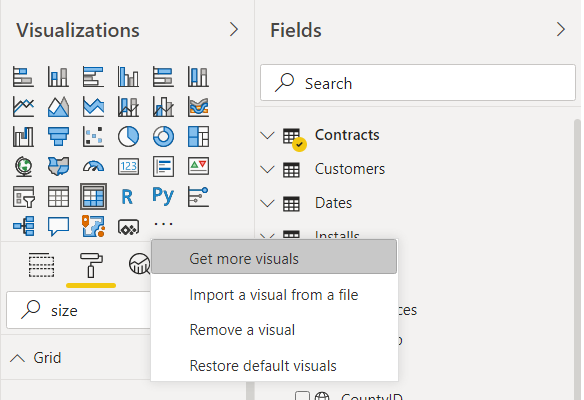 Visualizations
Fields
Search
Contracts
Customers
Dates
Installs
123
R
Py
Get more visuals
Import a visual from a file
Remove a visual
Restore default visuals
size
Grid
CountyID